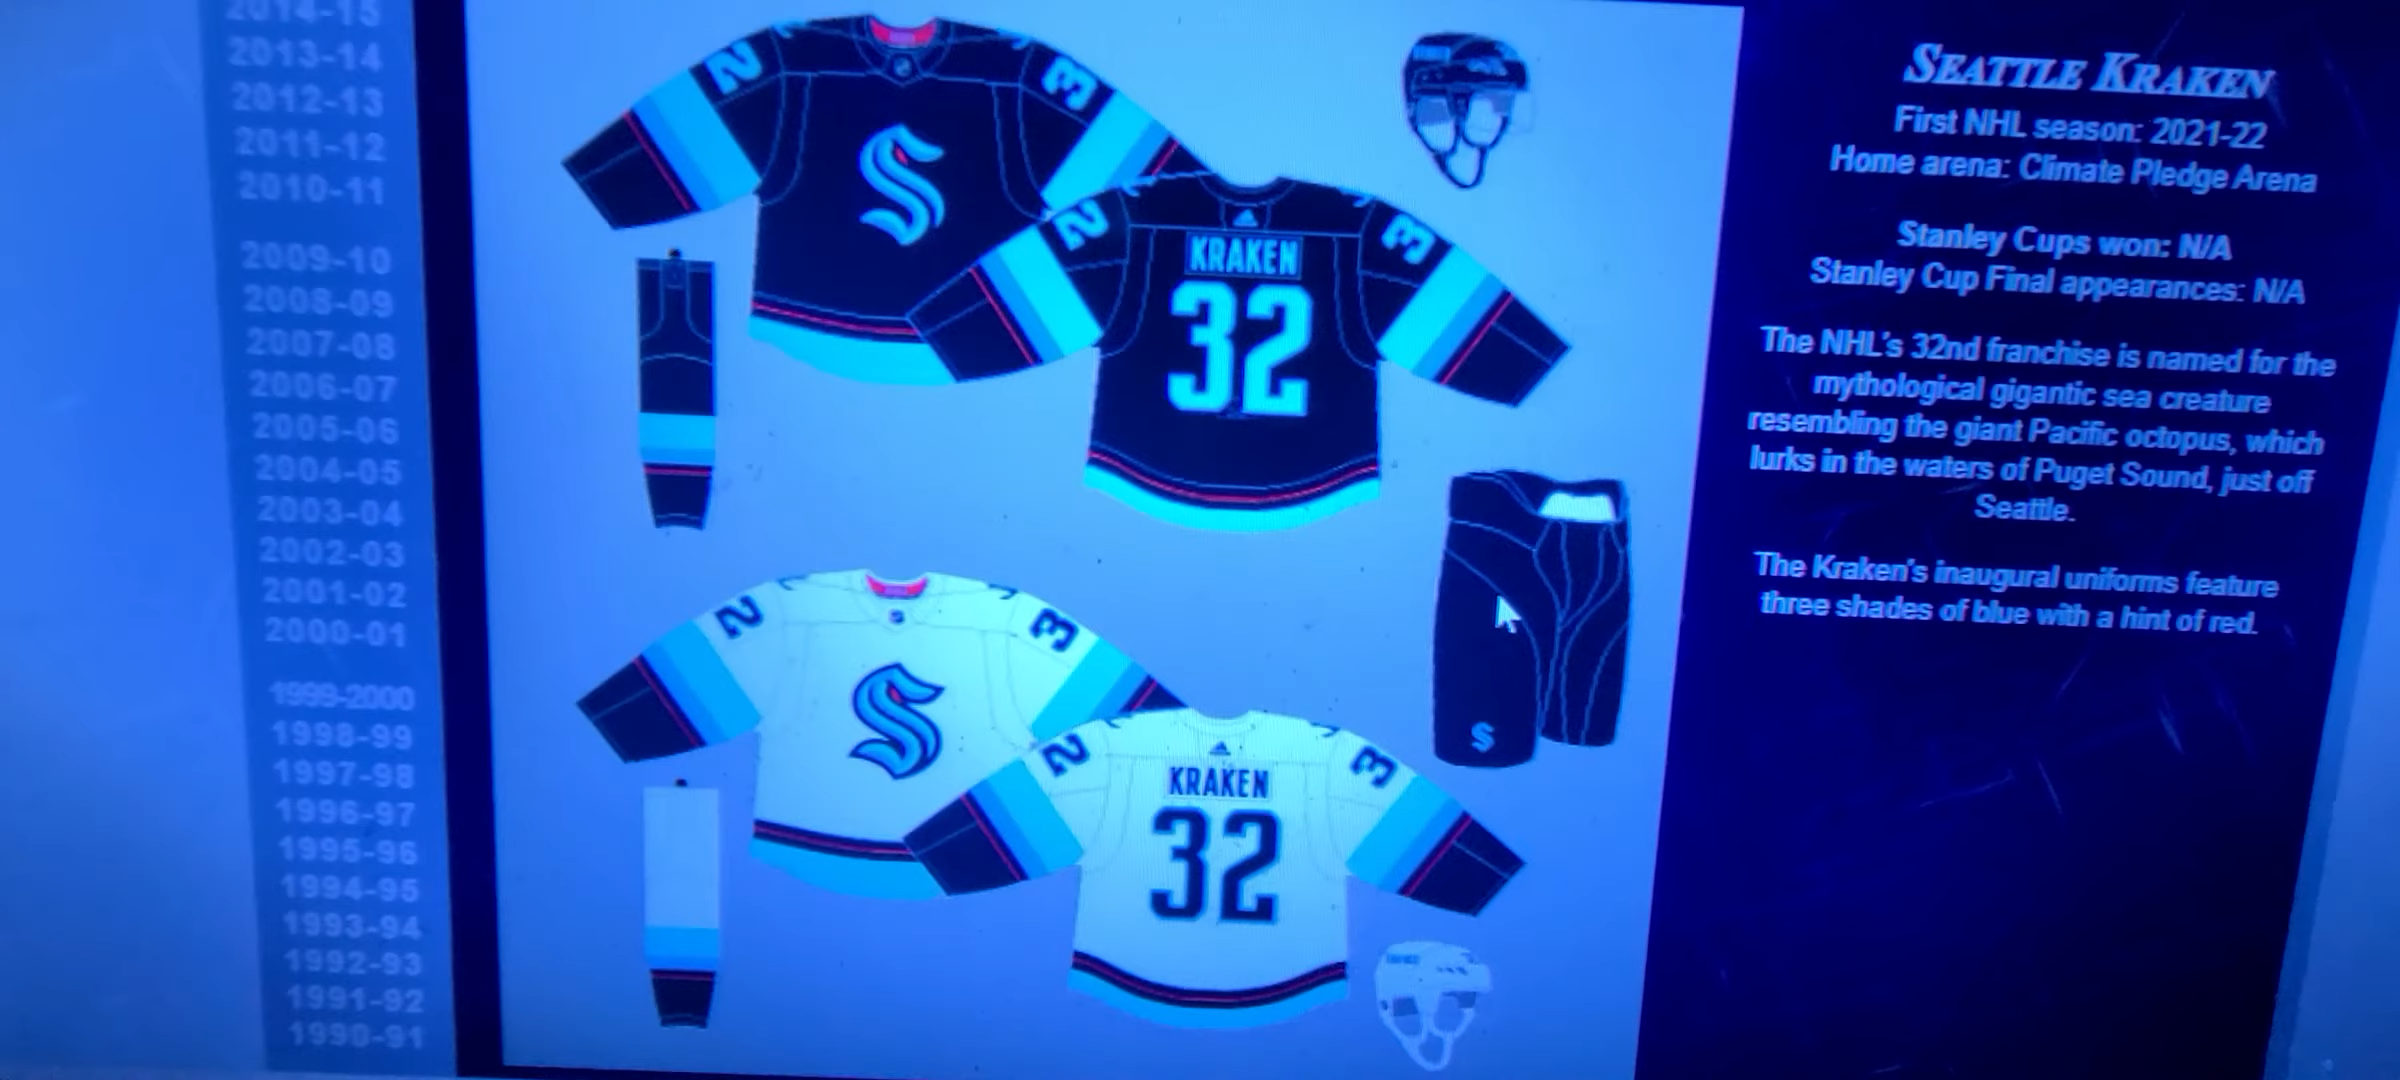 2014-15
2013-14
2012-13
2011-12
2010-11
2009-10
2008-09
2007-08
2006-07
2005-06
2004-05
2003-04
2002-03
2001-02
2000-01
1999-2000
1998-99
1997-98
1996-97
1995-96
1994-95
1993-94
1992-93
1991-92
1990-91
2
3
S
2
3
KRAKEN
32
S
2
3
S
2
3
KRAKEN
32
SEATTLE KRAKEN
First NHL season: 2021-22
Home arena: Climate Pledge Arena
Stanley Cups won: N/A
Stanley Cup Final appearances: N/A
The NHL's 32nd franchise is named for the
mythological gigantic sea creature
resembling the giant Pacific octopus, which
lurks in the waters of Puget Sound, just off
Seattle.
The Kraken's inaugural uniforms feature
three shades of blue with a hint of red.